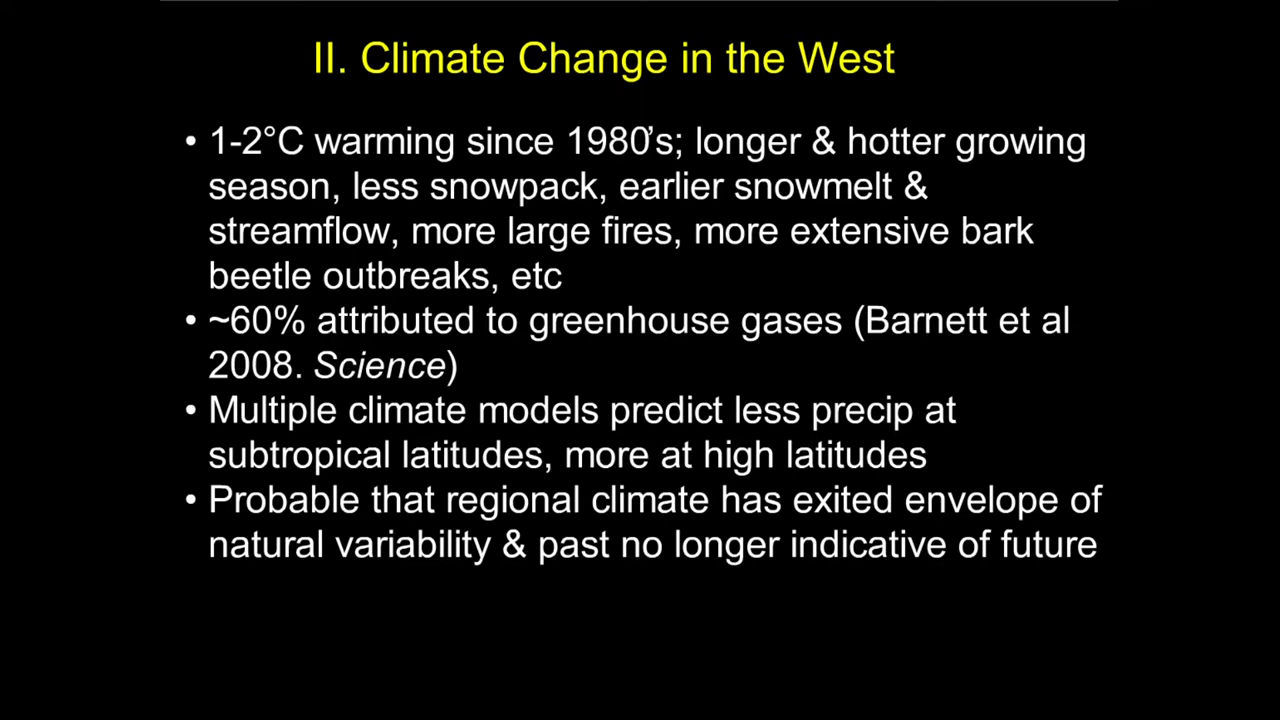 II. Climate Change in the West
• 1-2°C warming since 1980’s; longer & hotter growing
season, less snowpack, earlier snowmelt &
streamflow, more large fires, more extensive bark
beetle outbreaks, etc
• ~60% attributed to greenhouse gases (Barnett et al
2008. Science)
• Multiple climate models predict less precip at
subtropical latitudes, more at high latitudes
• Probable that regional climate has exited envelope of
natural variability & past no longer indicative of future